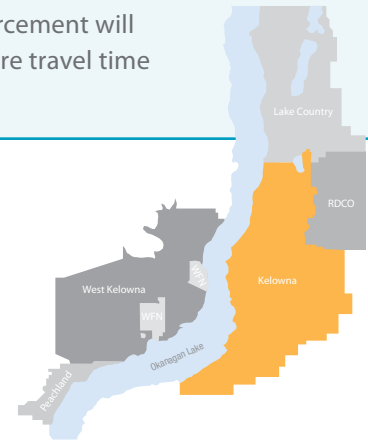 rcement will
re travel time
Lake Country
RDCO
Kelowna
West Kelowna
WFN
WFN
Okanagan Lake
Peachland